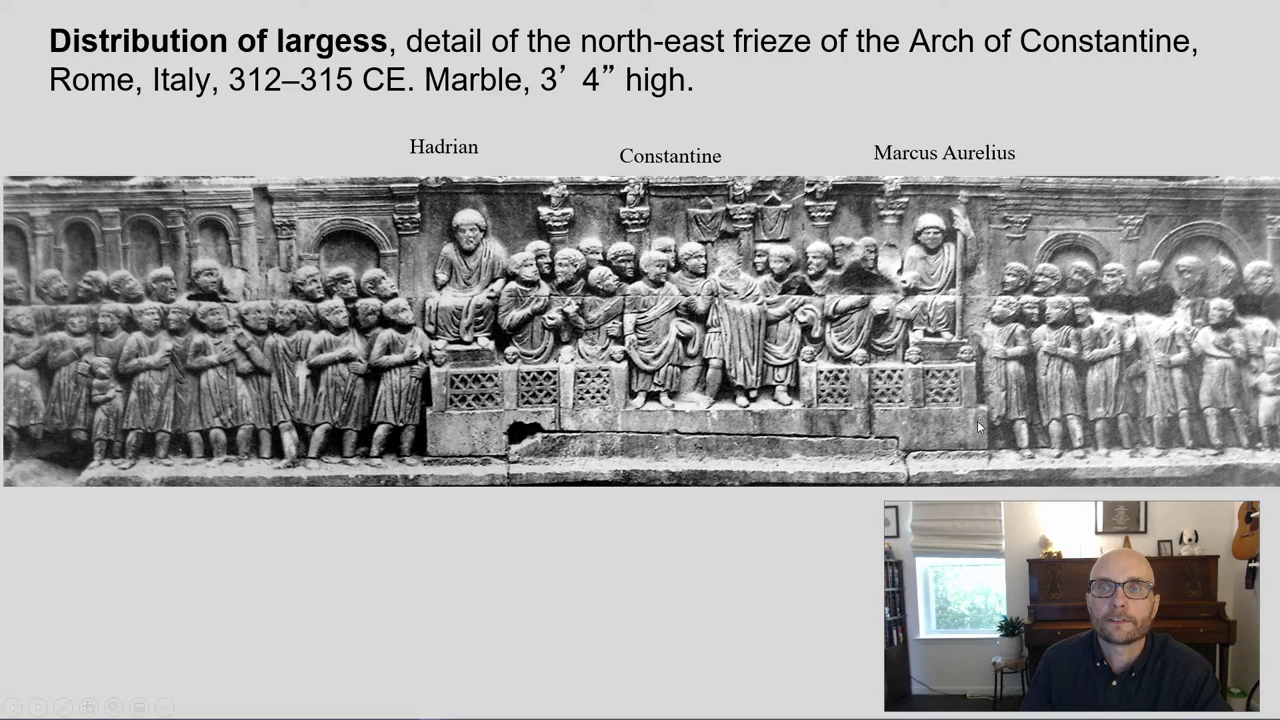 Distribution of largess, detail of the north-east frieze of the Arch of Constantine,
Rome, Italy, 312–315 CE. Marble, 3’ 4” high.
Hadrian
Constantine
Marcus Aurelius